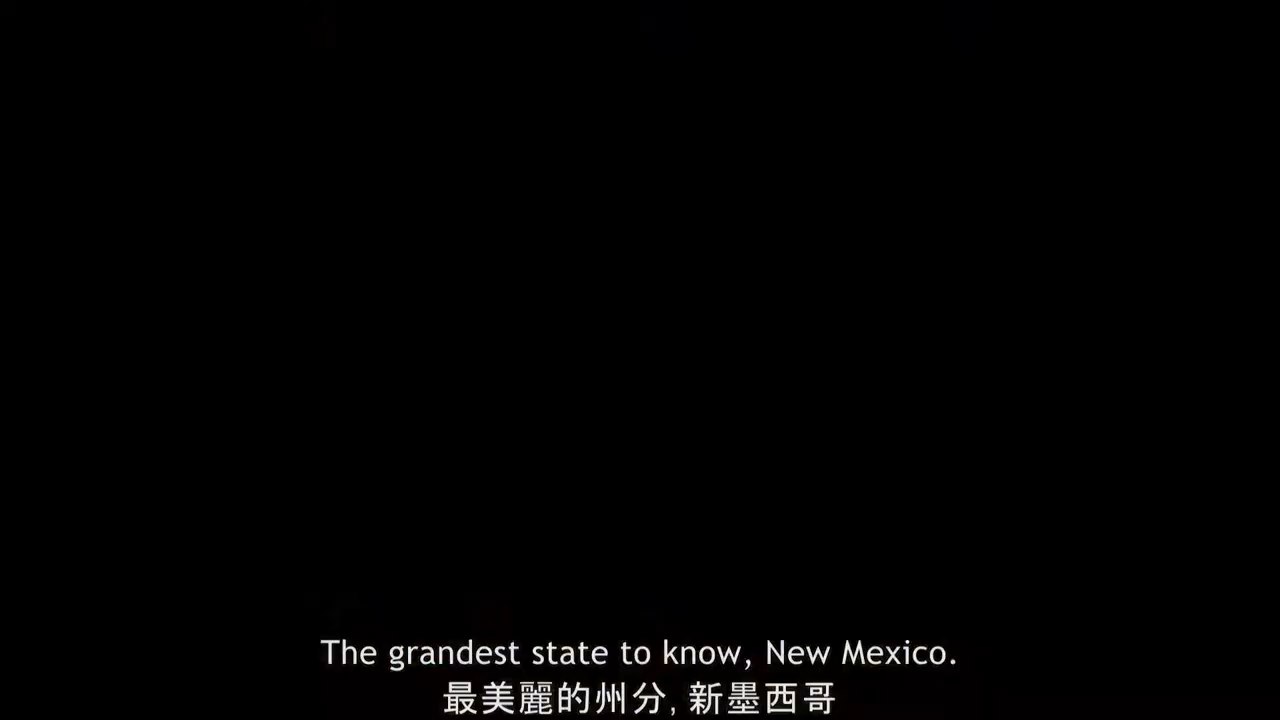 The grandest state to know, New Mexico.
最美麗的州分, 新墨西哥